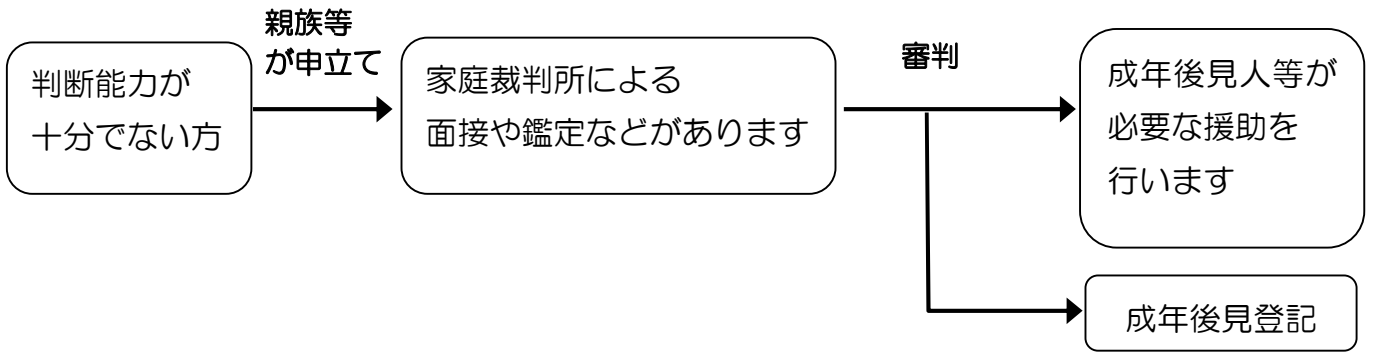 判断能力が
十分でない方
親族等
が申立て
家庭裁判所による
面接や鑑定などがあります
審判
成年後見人等が
必要な援助を
行います
成年後見登記